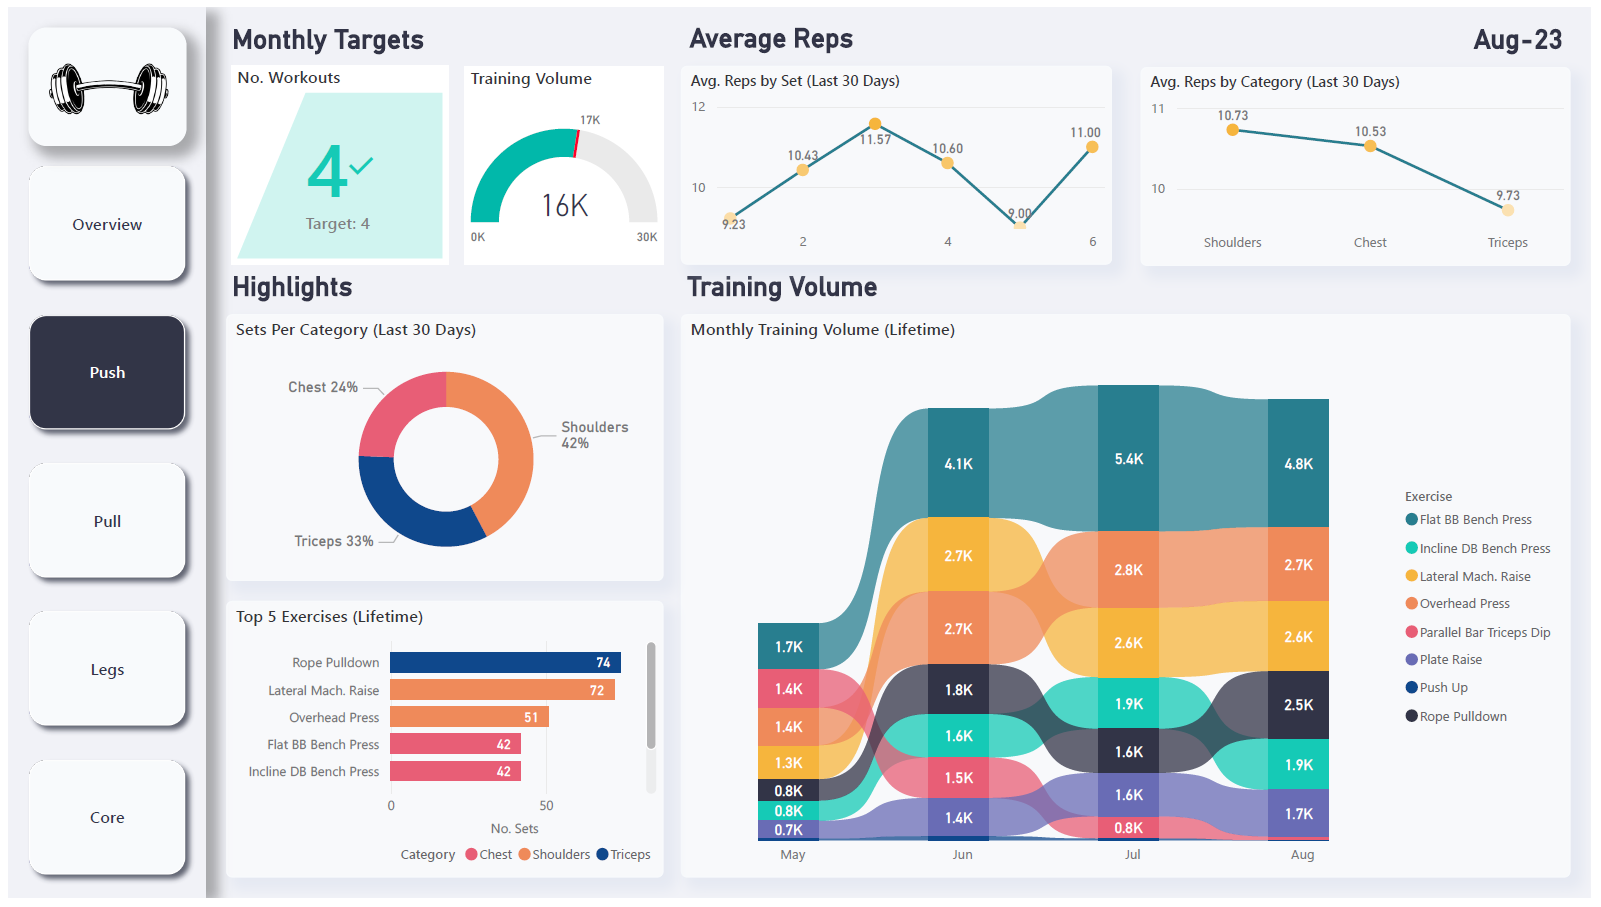 Monthly Targets
Average Reps
Aug-23
No. Workouts
4
Target: 4
Training Volume
17K
16K
0K
30K
Avg. Reps by Set (Last 30 Days)
12
10
9.23
10.43
11.57
10.60
9.00
11.00
2
4
6
Avg. Reps by Category (Last 30 Days)
11
10
10.73
10.53
9.73
Shoulders
Chest
Triceps
Overview
Push
Pull
Legs
Core
Highlights
Sets Per Category (Last 30 Days)
Chest 24%
Shoulders
42%
Triceps 33%
Top 5 Exercises (Lifetime)
Rope Pulldown
74
Lateral Mach. Raise
72
Overhead Press
51
Flat BB Bench Press
42
Incline DB Bench Press
42
0
50
No. Sets
Category
Chest
Shoulders
Triceps
Training Volume
Monthly Training Volume (Lifetime)
1.7K
1.4K
1.4K
1.3K
0.8K
0.8K
0.7K
May
4.1K
2.7K
2.7K
1.8K
1.6K
1.5K
1.4K
Jun
5.4K
2.8K
2.6K
1.9K
1.6K
1.6K
0.8K
Jul
4.8K
2.7K
2.6K
2.5K
1.9K
1.7K
Aug
Exercise
Flat BB Bench Press
Incline DB Bench Press
Lateral Mach. Raise
Overhead Press
Parallel Bar Triceps Dip
Plate Raise
Push Up
Rope Pulldown